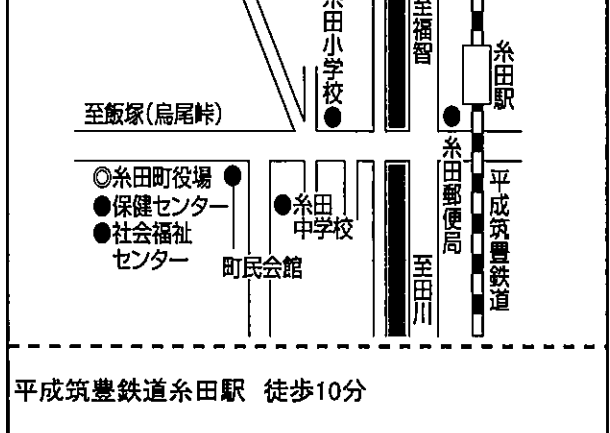 糸田小学校
至福智
糸田駅
至飯塚(烏尾峠)
◎糸田町役場
●保健センター
●社会福祉
センター
町民会館
●糸田
中学校
糸田郵便局
至田川
平成筑豊鉄道
平成筑豊鉄道糸田駅 徒歩10分